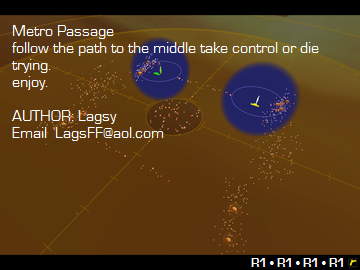 Metro Passage
follow the path to the middle take control or die
trying.
enjoy.
AUTHOR: Lagsy
Email LagsFF@aol.com
R1 • R1 • R1 • R1 r